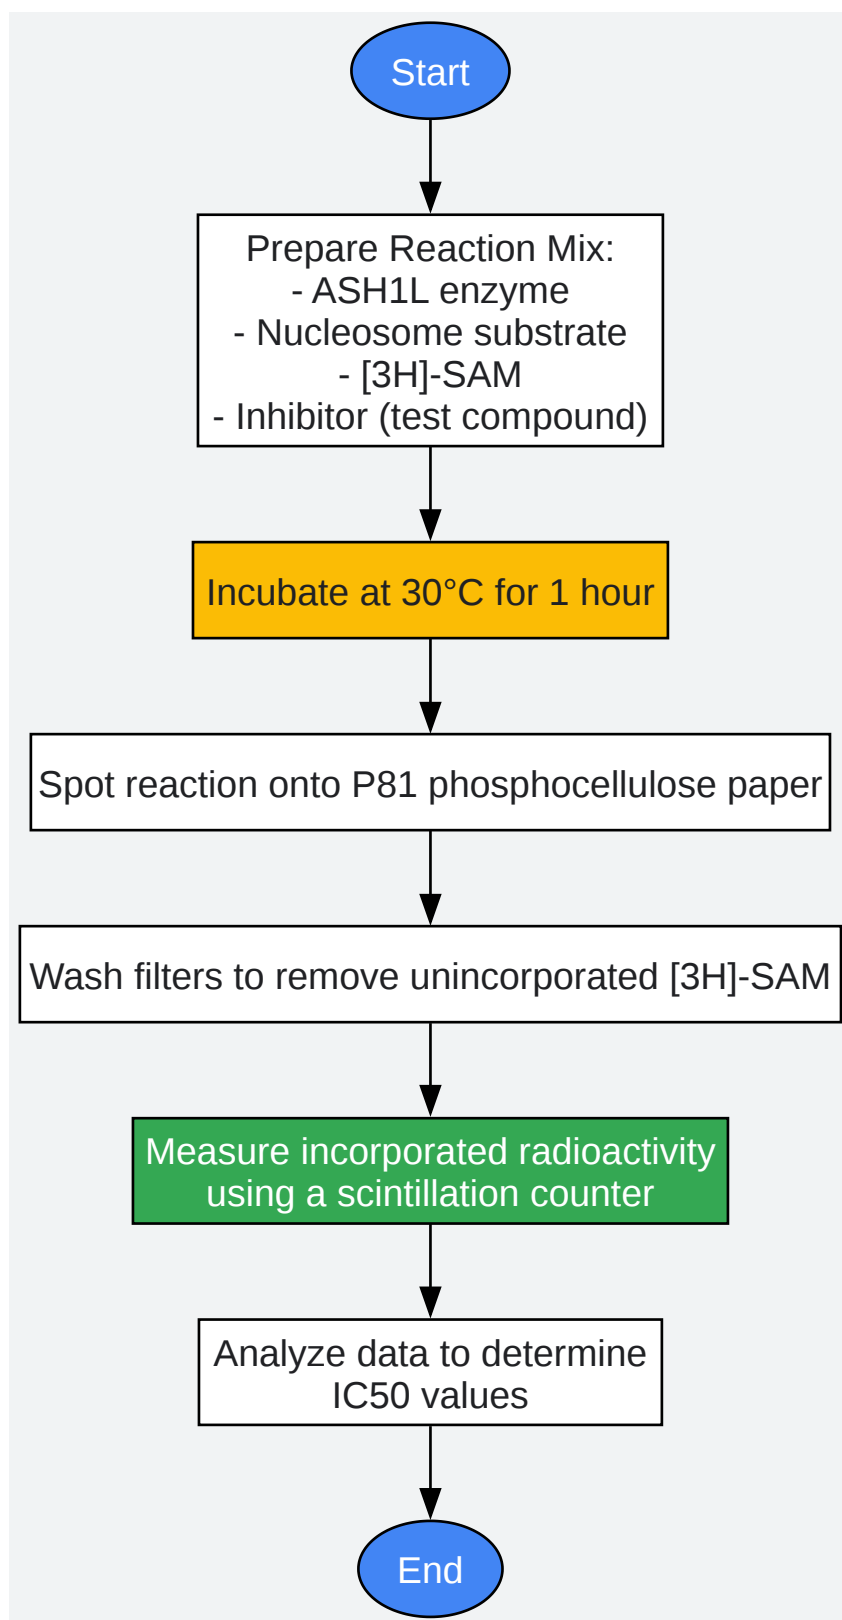 Start
Prepare Reaction Mix:
- ASH1L enzyme
- Nucleosome substrate
- [3H]-SAM
- Inhibitor (test compound)
Incubate at 30°C for 1 hour
Spot reaction onto P81 phosphocellulose paper
Wash filters to remove unincorporated [3H]-SAM
Measure incorporated radioactivity
using a scintillation counter
Analyze data to determine
IC50 values
End